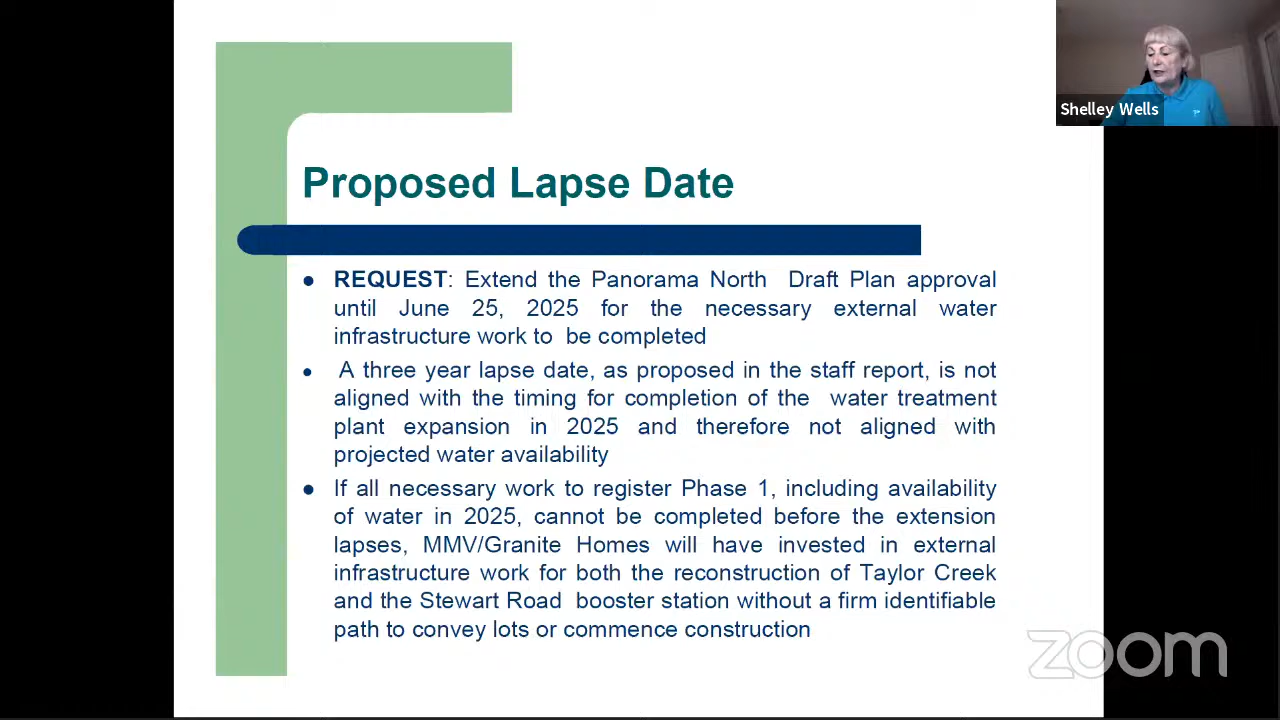 Shelley Wells
Proposed Lapse Date
● REQUEST: Extend the Panorama North Draft Plan approval
until June 25, 2025 for the necessary external water
infrastructure work to be completed
● A three year lapse date, as proposed in the staff report, is not
aligned with the timing for completion of the water treatment
plant expansion in 2025 and therefore not aligned with
projected water availability
● If all necessary work to register Phase 1, including availability
of water in 2025, cannot be completed before the extension
lapses, MMV/Granite Homes will have invested in external
infrastructure work for both the reconstruction of Taylor Creek
and the Stewart Road booster station without a firm identifiable
path to convey lots or commence construction
zoom